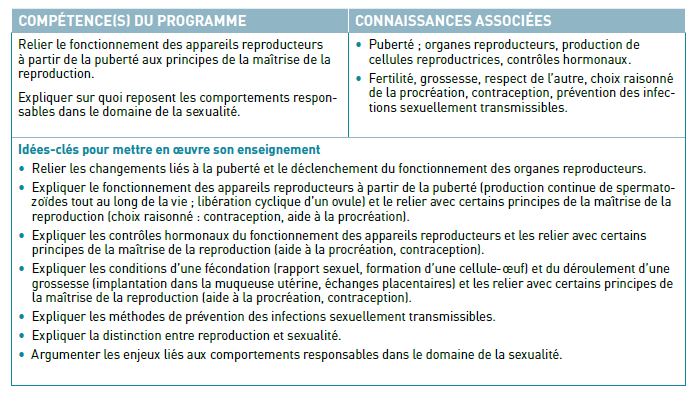 COMPÉTENCE(S) DU PROGRAMME
Relier le fonctionnement des appareils reproducteurs
à partir de la puberté aux principes de la maîtrise de la
reproduction.
Expliquer sur quoi reposent les comportements respon-
sables dans le domaine de la sexualité.
CONNAISSANCES ASSOCIÉES
• Puberté ; organes reproducteurs, production de
cellules reproductrices, contrôles hormonaux.
• Fertilité, grossesse, respect de l'autre, choix raisonné
de la procréation, contraception, prévention des infec-
tions sexuellement transmissibles.
Idées-clés pour mettre en œuvre son enseignement
• Relier les changements liés à la puberté et le déclenchement du fonctionnement des organes reproducteurs.
• Expliquer le fonctionnement des appareils reproducteurs à partir de la puberté (production continue de spermato-
zoïdes tout au long de la vie ; libération cyclique d'un ovule) et le relier avec certains principes de la maîtrise de la
reproduction (choix raisonné : contraception, aide à la procréation).
• Expliquer les contrôles hormonaux du fonctionnement des appareils reproducteurs et les relier avec certains
principes de la maîtrise de la reproduction (aide à la procréation, contraception).
• Expliquer les conditions d'une fécondation (rapport sexuel, formation d'une cellule-œuf) et du déroulement d'une
grossesse (implantation dans la muqueuse utérine, échanges placentaires) et les relier avec certains principes de
la maîtrise de la reproduction (aide à la procréation, contraception).
• Expliquer les méthodes de prévention des infections sexuellement transmissibles.
• Expliquer la distinction entre reproduction et sexualité.
• Argumenter les enjeux liés aux comportements responsables dans le domaine de la sexualité.